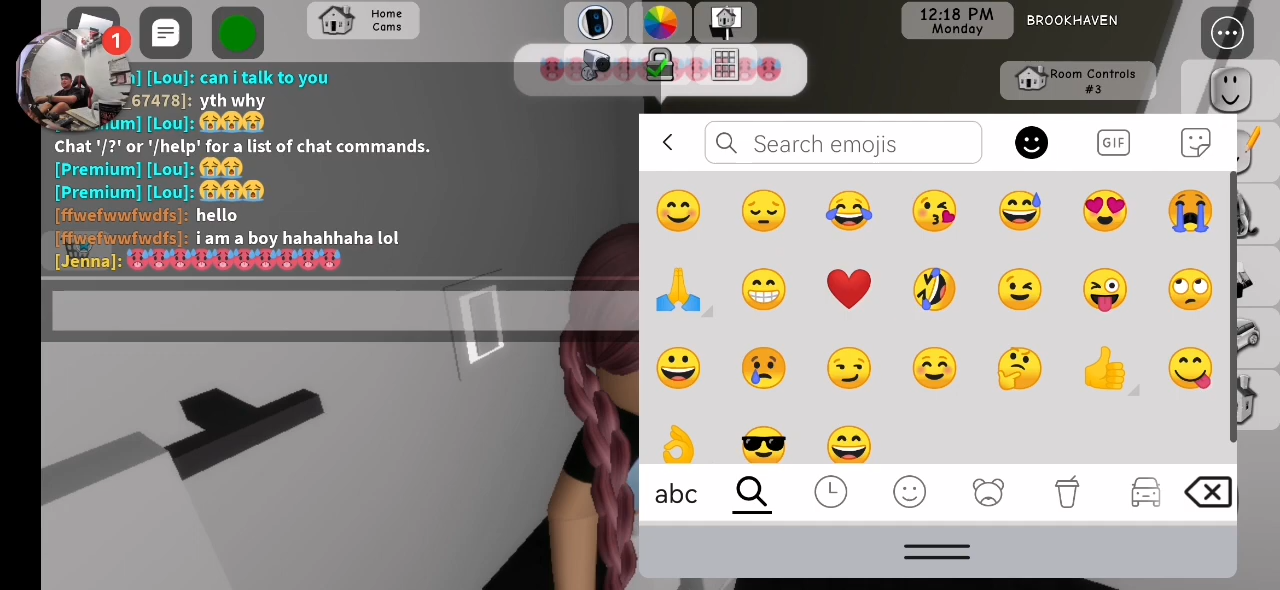 1
Home
Cams
12:18 PM
Monday
BROOKHAVEN
Room Controls
#3
[Lou]: can i talk to you
_67478]: yth why
[Lou]: 😭😭😭
Chat '/?' or '/help' for a list of chat commands.
[Premium] [Lou]: 😭😭
[Premium] [Lou]: 😭😭😭
[ffwefwwfwdfs]: hello
[ffwefwwfwdfs]: i am a boy hahahhaha lol
[Jenna]: 🥵🥵🥵🥵🥵🥵🥵🥵🥵🥵
Search emojis
GIF
abc